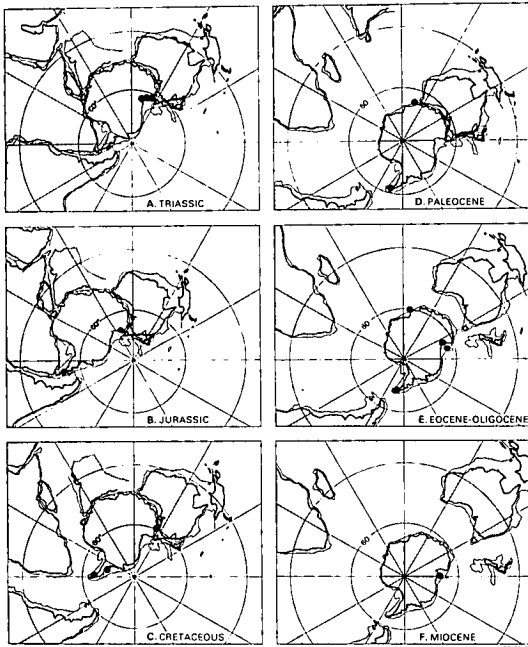 A. TRIASSIC
B. JURASSIC
C. CRETACEOUS
60
D. PALEOCENE
60
E. EOCENE-OLIGOCENE
60
F. MIOCENE